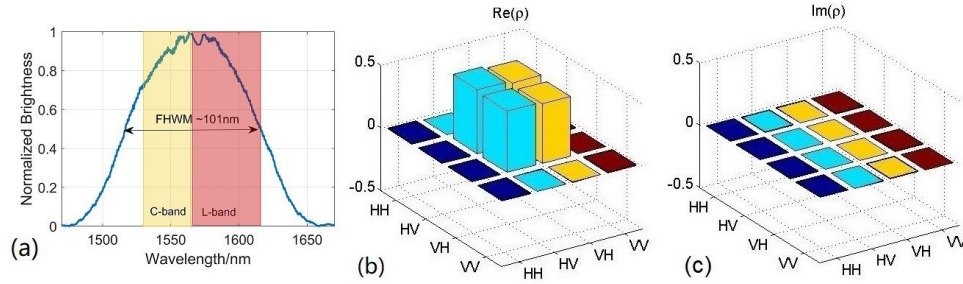 (a)
Normalized Brightness
1
0.8
0.6
0.4
0.2
0
FHWM ~101nm
C-band
L-band
1500
1550
1600
1650
Wavelength/nm
(b)
Re(ρ)
0.5
0
-0.5
HH
HV
VH
VV
HH
HV
VH
VV
(c)
Im(ρ)
0.5
0
-0.5
HH
HV
VH
VV
HH
HV
VH
VV